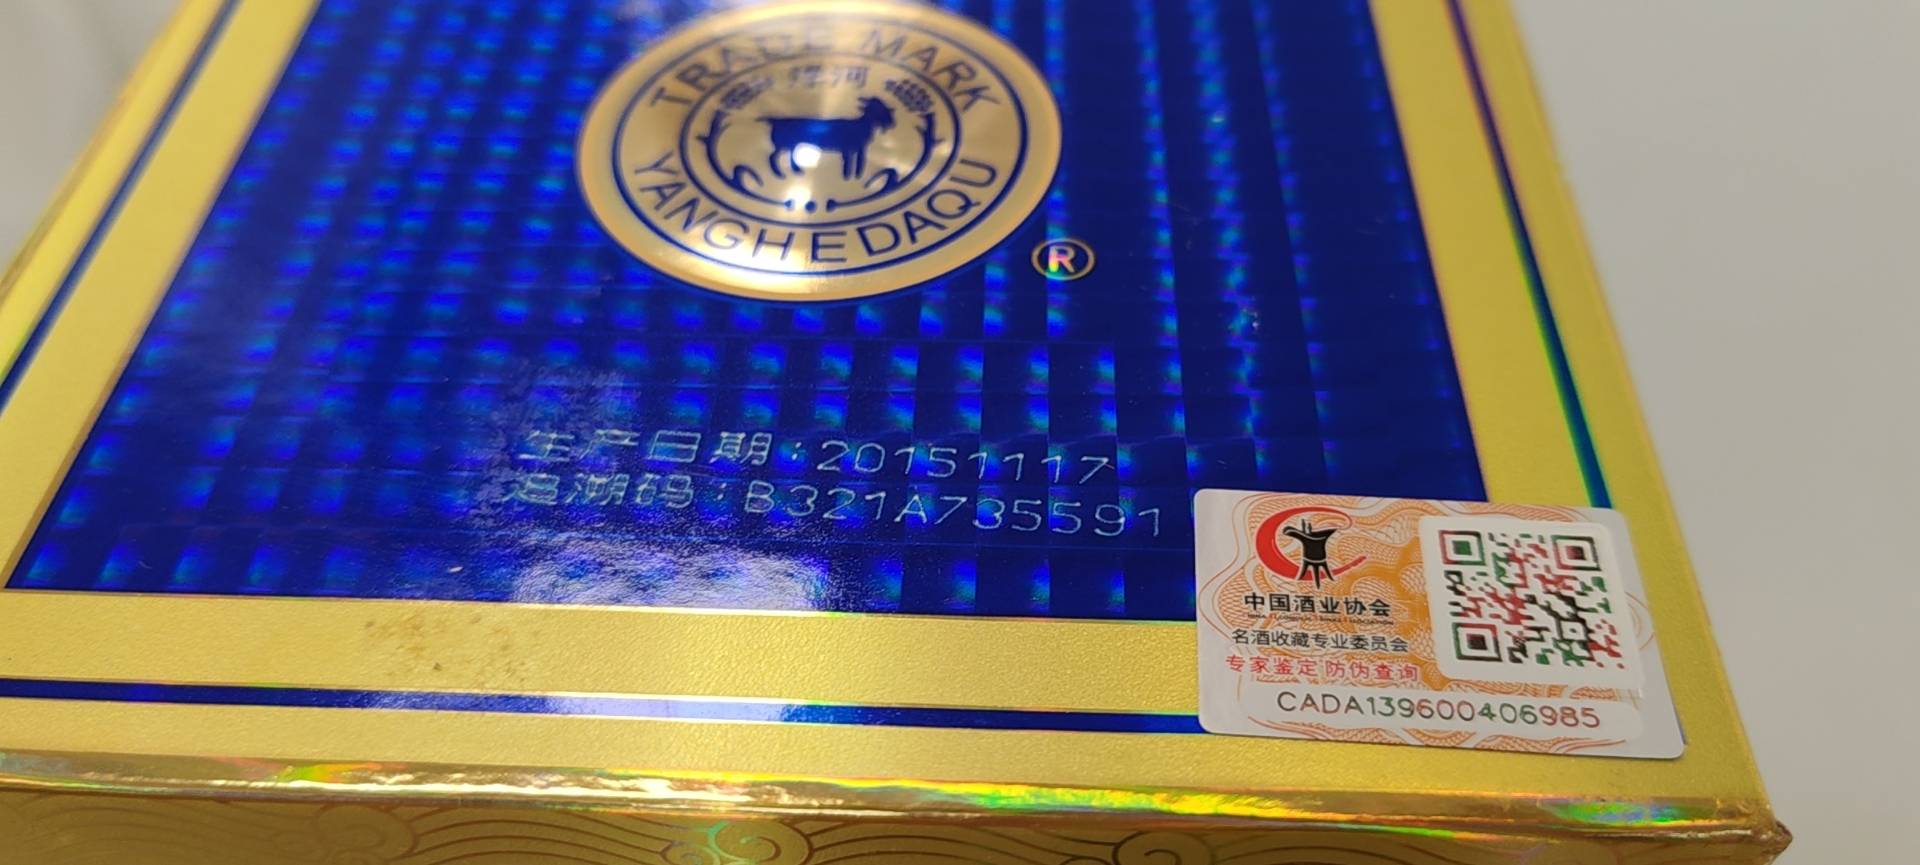 TRADE MARK
洋河
YANGHEDAQU
®
生产日期:20151117
追溯码:B321A735591
中国酒业协会
名酒收藏专业委员会
专家鉴定 防伪查询
CADA139600406985